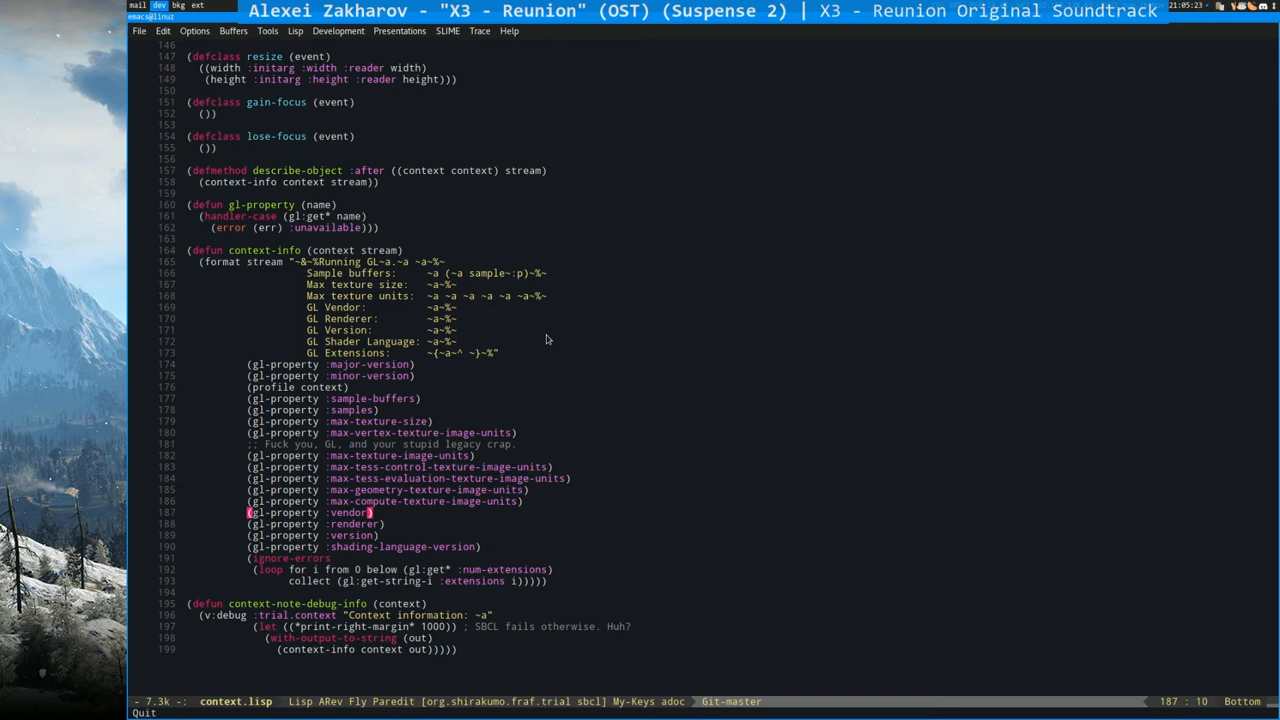 mail dev bkg ext
Alexei Zakharov - "X3 - Reunion" (OST) (Suspense 2) | X3 - Reunion Original Soundtrack
21:05:23
emacs@linuz
File Edit Options Buffers Tools Lisp Development Presentations SLIME Trace Help
146
147 (defclass resize (event)
148 ((width :initarg :width :reader width)
149 (height :initarg :height :reader height)))
150
151 (defclass gain-focus (event)
152 ())
153
154 (defclass lose-focus (event)
155 ())
156
157 (defmethod describe-object :after ((context context) stream)
158 (context-info context stream))
159
160 (defun gl-property (name)
161 (handler-case (gl:get* name)
162 (error (err) :unavailable)))
163
164 (defun context-info (context stream)
165 (format stream "~&~%Running GL~a.~a ~a~%~
166 Sample buffers: ~a (~a sample~:p)~%~
167 Max texture size: ~a~%~
168 Max texture units: ~a ~a ~a ~a ~a ~a~%~
169 GL Vendor: ~a~%~
170 GL Renderer: ~a~%~
171 GL Version: ~a~%~
172 GL Shader Language: ~a~%~
173 GL Extensions: ~{~a~^ ~}~%"
174 (gl-property :major-version)
175 (gl-property :minor-version)
176 (profile context)
177 (gl-property :sample-buffers)
178 (gl-property :samples)
179 (gl-property :max-texture-size)
180 (gl-property :max-vertex-texture-image-units)
181 ;; Fuck you, GL, and your stupid legacy crap.
182 (gl-property :max-texture-image-units)
183 (gl-property :max-tess-control-texture-image-units)
184 (gl-property :max-tess-evaluation-texture-image-units)
185 (gl-property :max-geometry-texture-image-units)
186 (gl-property :max-compute-texture-image-units)
187 (gl-property :vendor)
188 (gl-property :renderer)
189 (gl-property :version)
190 (gl-property :shading-language-version)
191 (ignore-errors
192 (loop for i from 0 below (gl:get* :num-extensions)
193 collect (gl:get-string-i :extensions i)))))
194
195 (defun context-note-debug-info (context)
196 (v:debug :trial.context "Context information: ~a"
197 (let ((*print-right-margin* 1000)) ; SBCL fails otherwise. Huh?
198 (with-output-to-string (out)
199 (context-info context out)))))
- 7.3k -: context.lisp Lisp ARev Fly Paredit [org.shirakumo.fraf.trial sbcl] My-Keys adoc Git-master 187 : 10 Bottom
Quit